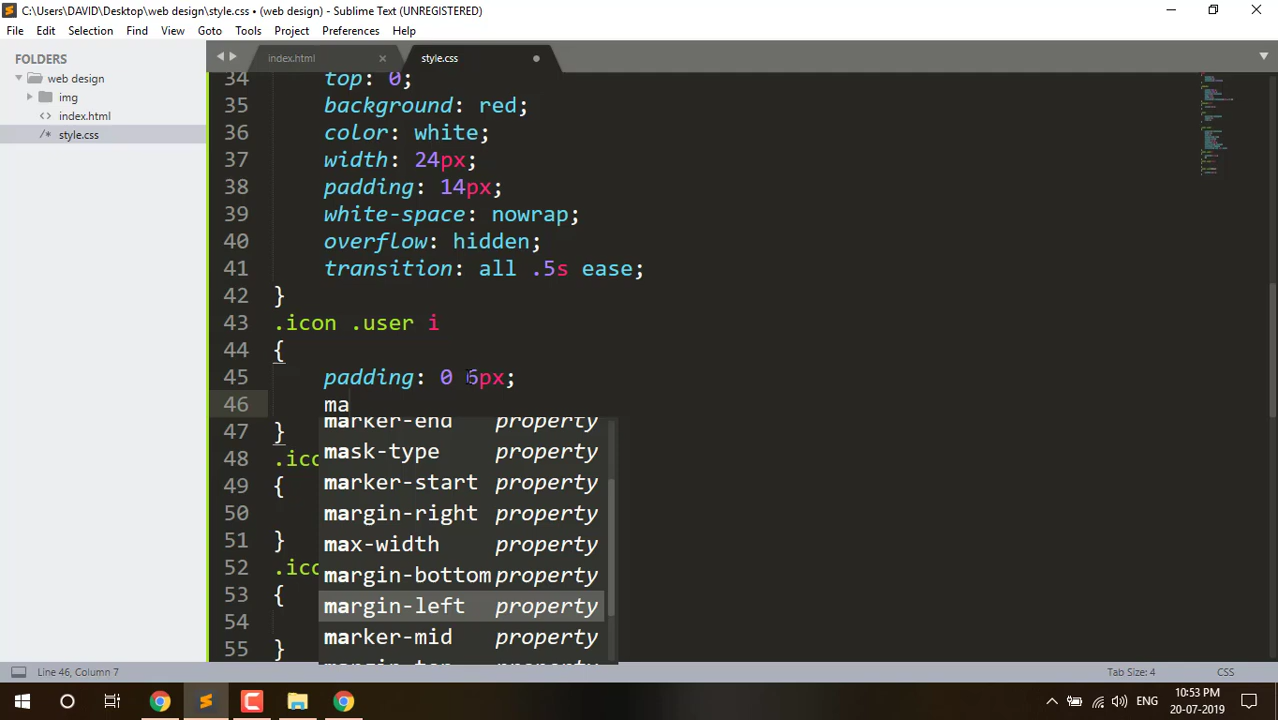 C:\Users\DAVID\Desktop\web design\style.css • (web design) - Sublime Text (UNREGISTERED)
File Edit Selection Find View Goto Tools Project Preferences Help
FOLDERS
web design
img
index.html
style.css
index.html style.css
34 top: 0;
35 background: red;
36 color: white;
37 width: 24px;
38 padding: 14px;
39 white-space: nowrap;
40 overflow: hidden;
41 transition: all .5s ease;
42 }
43 .icon .user i
44 {
45 padding: 0 6px;
46 ma
marker-end property
47 }
mask-type property
48 .ico
marker-start property
49 {
margin-right property
50
max-width property
51 }
margin-bottom property
52 .ico
margin-left property
53 {
marker-mid property
54
55 }
Line 46, Column 7
Tab Size: 4 CSS
ENG
10:53 PM
20-07-2019